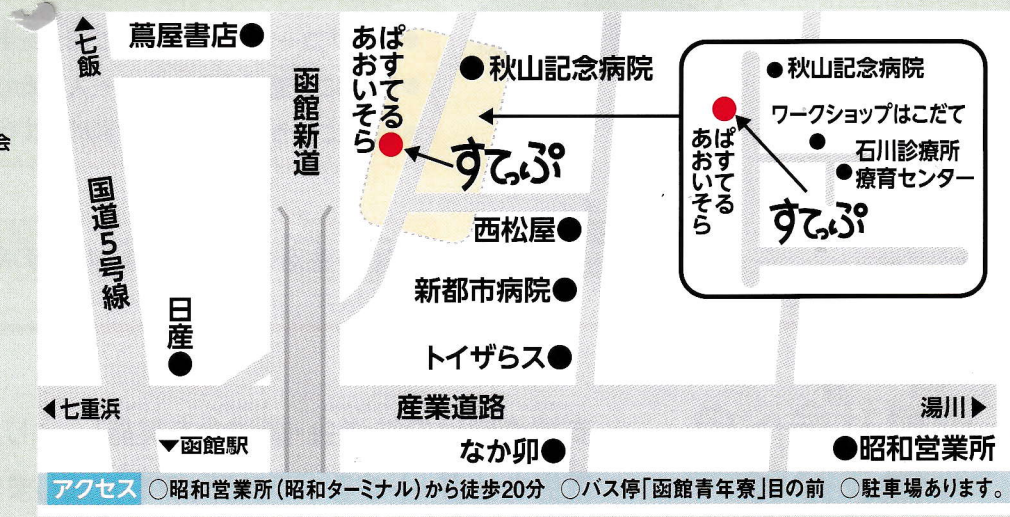 ▲七飯
蔦屋書店●
函館新道
ぱすてる
あおいそら
●秋山記念病院
すてっぷ
会
国道5号線
西松屋●
新都市病院●
日産
トイザらス●
◀七重浜
産業道路
湯川▶
▼函館駅
なか卯●
●昭和営業所
●秋山記念病院
ワークショップはこだて
石川診療所
療育センター
ぱすてる
あおいそら
すてっぷ
アクセス ○昭和営業所(昭和ターミナル)から徒歩20分 ○バス停「函館青年寮」目の前 ○駐車場あります。